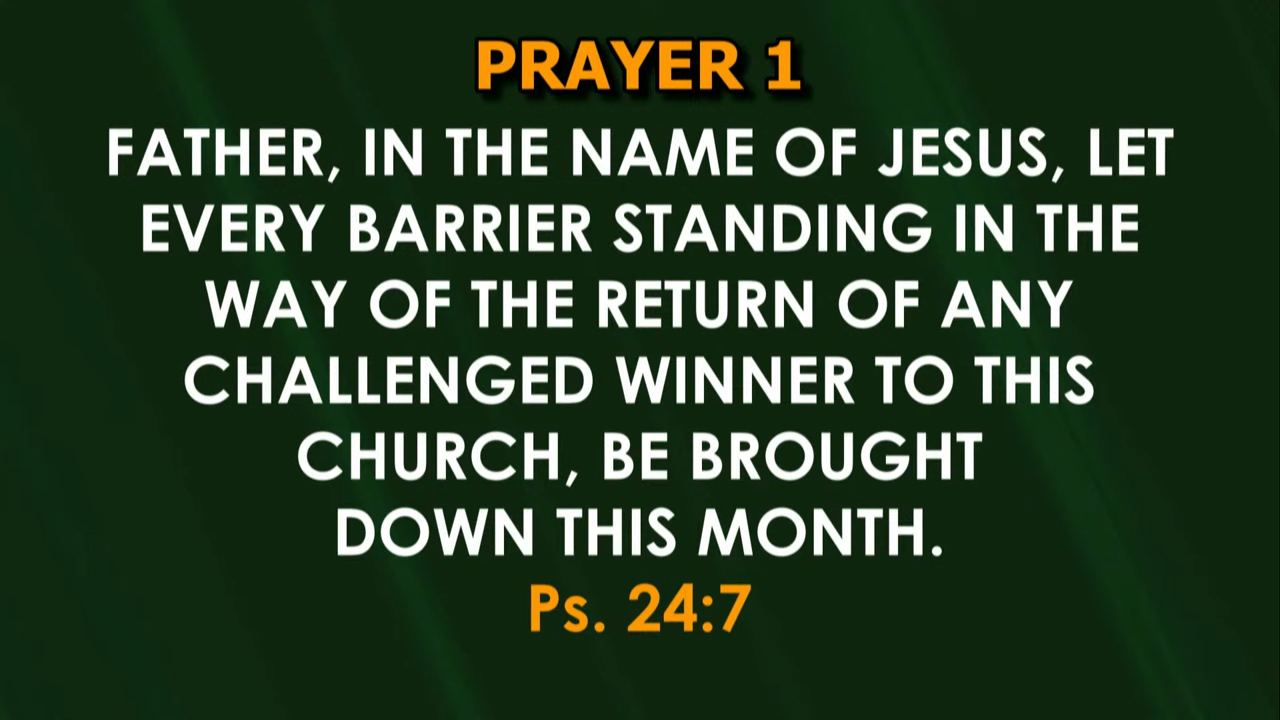 PRAYER 1
FATHER, IN THE NAME OF JESUS, LET
EVERY BARRIER STANDING IN THE
WAY OF THE RETURN OF ANY
CHALLENGED WINNER TO THIS
CHURCH, BE BROUGHT
DOWN THIS MONTH.
Ps. 24:7